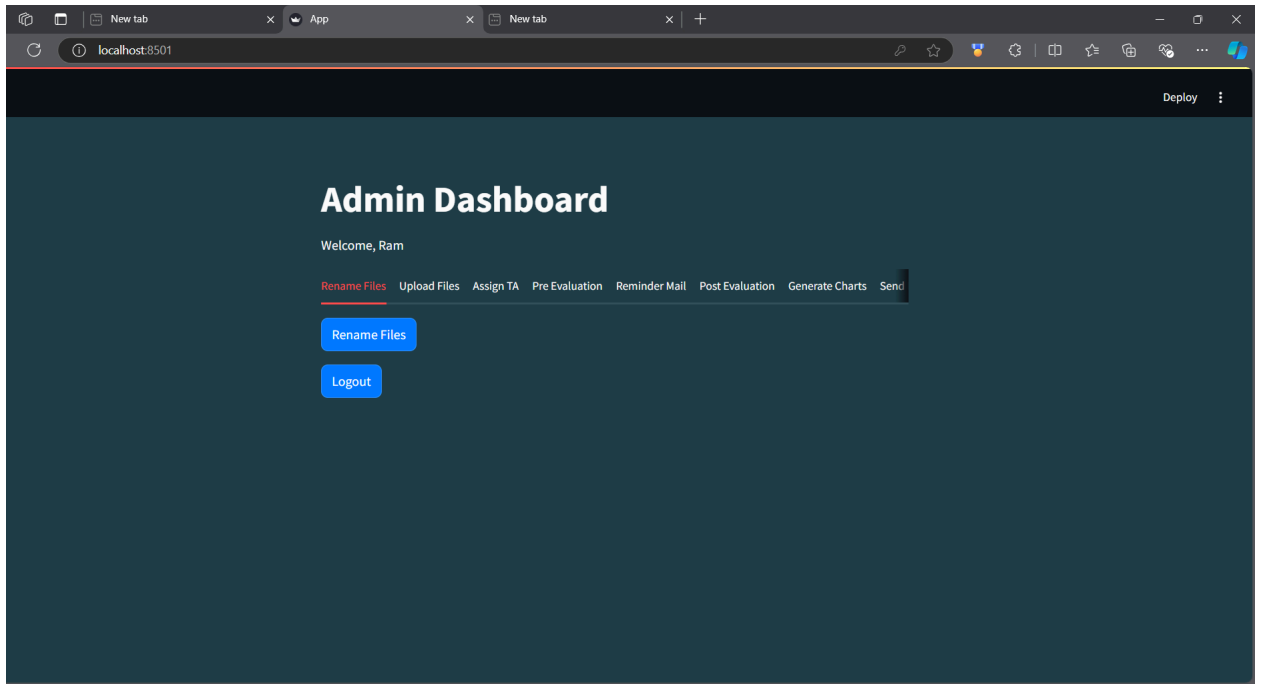 New tab App New tab
localhost:8501
Deploy
Admin Dashboard
Welcome, Ram
Rename Files Upload Files Assign TA Pre Evaluation Reminder Mail Post Evaluation Generate Charts Send
Rename Files
Logout